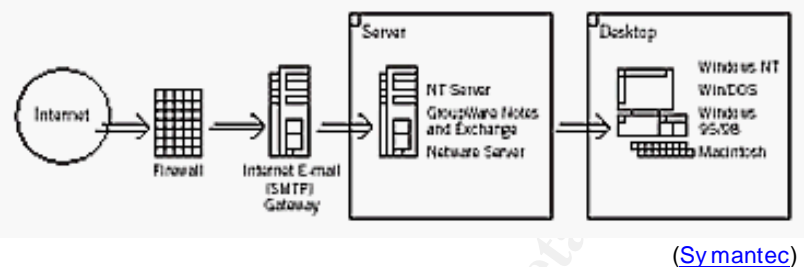 Internet
Firewall
Internet E-mail
(SMTP)
Gateway
Server
NT Server
GroupWare Notes
and Exchange
Netware Server
Desktop
Windows NT
Win/DOS
Windows
95/98
Macintosh
(Symantec)